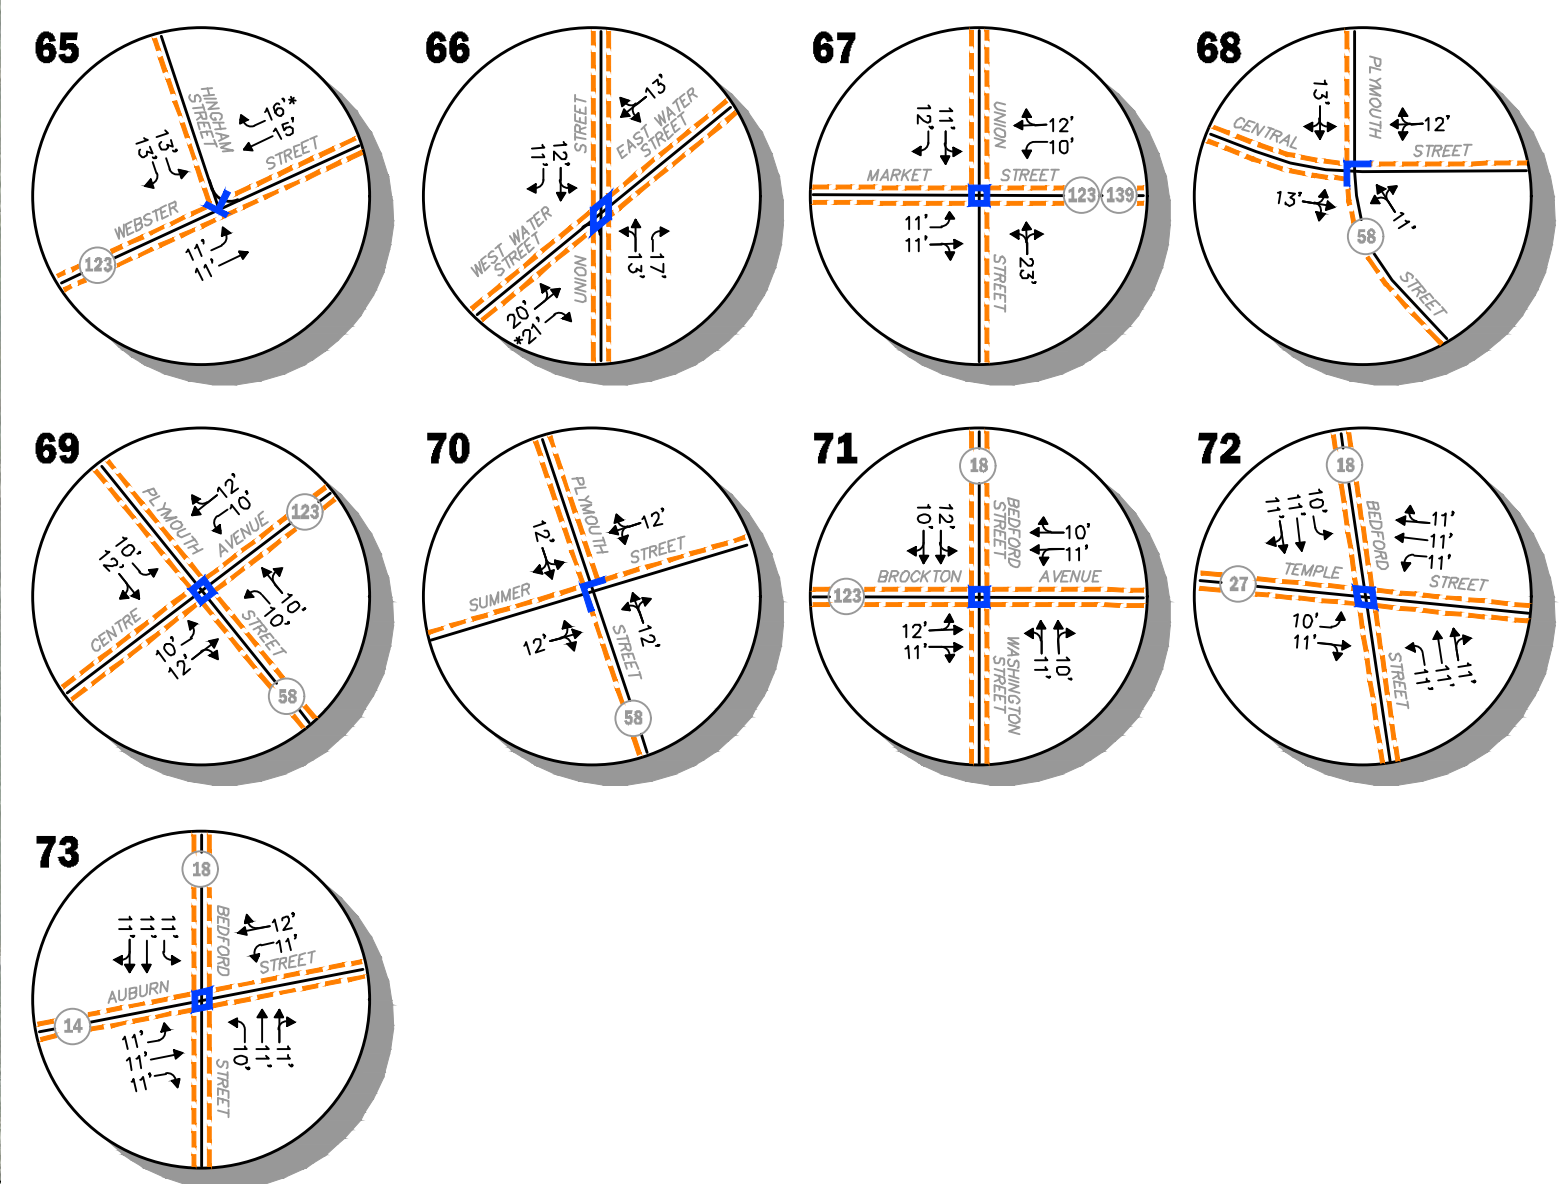 65
HINGHAM
STREET
16'*
15'
13'
13'
STREET
WEBSTER
123
11'
11'
66
STREET
13'
EAST WATER
STREET
12'
11'
WEST WATER
STREET
UNION
13'
17'
20'
*21'
67
UNION
12'
11'
12'
10'
MARKET
STREET
123
139
11'
11'
STREET
23'
68
PLYMOUTH
13'
12'
CENTRAL
STREET
13'
11'
58
STREET
69
PLYMOUTH
12'
10'
AVENUE
123
10'
12'
CENTRE
STREET
10'
10'
10'
12'
58
70
PLYMOUTH
12'
12'
STREET
SUMMER
12'
STREET
12'
58
71
18
BEDFORD
STREET
10'
12'
10'
11'
BROCKTON
AVENUE
123
12'
11'
WASHINGTON
STREET
11'
10'
72
18
BEDFORD
11'
11'
10'
11'
11'
11'
TEMPLE
STREET
27
10'
11'
STREET
11'
11'
11'
73
18
BEDFORD
11'
11'
11'
12'
11'
STREET
AUBURN
14
11'
11'
11'
STREET
10'
11'
11'